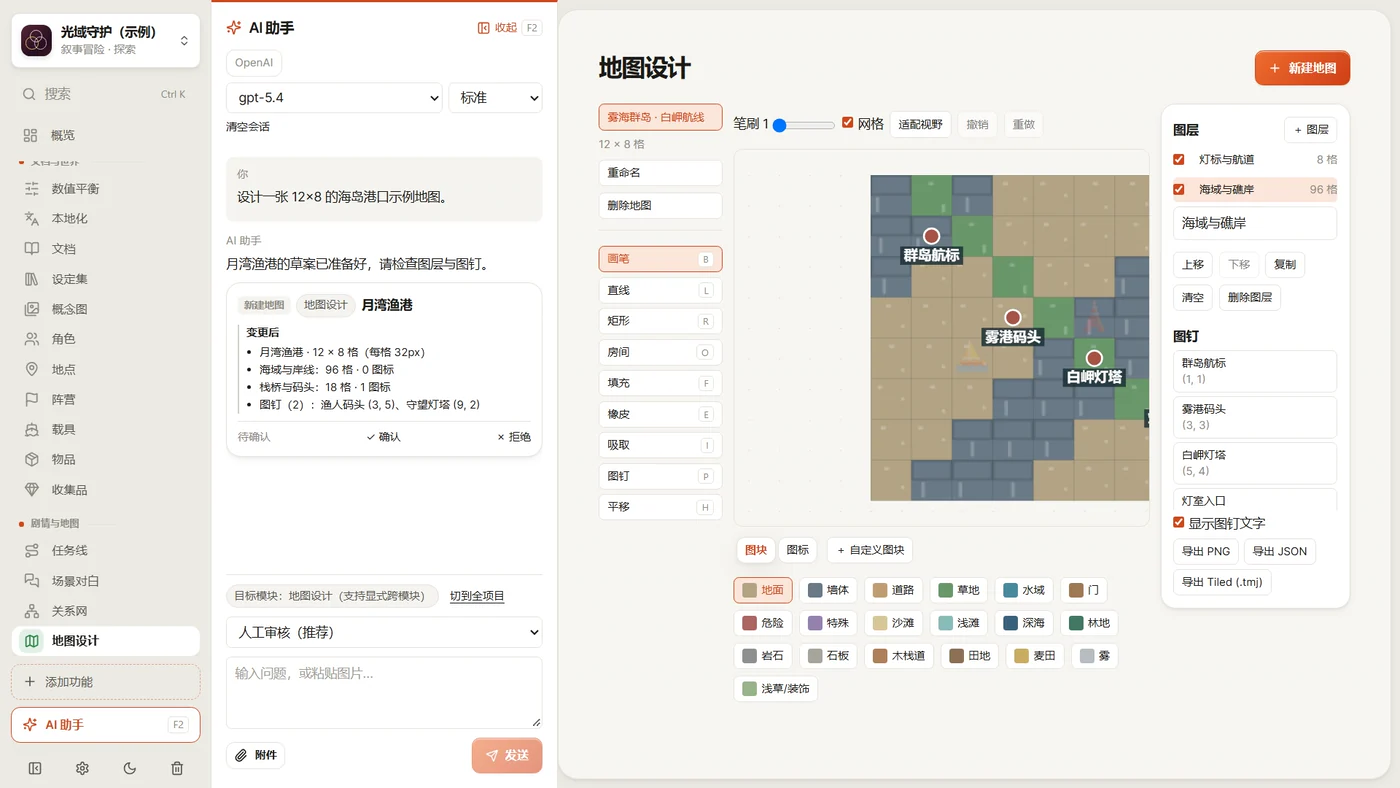 光域守护（示例）
叙事冒险 · 探索
搜索
Ctrl K
概览
数值平衡
本地化
文档
设定集
概念图
角色
地点
阵营
载具
物品
收集品
剧情与地图
任务线
场景对白
关系网
地图设计
添加功能
AI 助手
F2
AI 助手
收起
F2
OpenAI
gpt-5.4
标准
清空会话
你
设计一张 12×8 的海岛港口示例地图。
AI 助手
月湾渔港的草案已准备好，请检查图层与图钉。
新建地图
地图设计
月湾渔港
变更后
月湾渔港 · 12 × 8 格（每格 32px）
海域与岸线：96 格 · 0 图标
栈桥与码头：18 格 · 1 图标
图钉（2）：渔人码头 (3, 5)、守望灯塔 (9, 2)
待确认
确认
拒绝
目标模块：地图设计（支持显式跨模块）
切到全项目
人工审核（推荐）
输入问题，或粘贴图片...
附件
发送
地图设计
+ 新建地图
雾海群岛 · 白岬航线
12 × 8 格
重命名
删除地图
画笔 B
直线 L
矩形 R
房间 O
填充 F
橡皮 E
吸取 I
图钉 P
平移 H
笔刷 1
网格
适配视野
撤销
重做
群岛航标
雾港码头
白岬灯塔
图块
图标
+ 自定义图块
地面
墙体
道路
草地
水域
门
危险
特殊
沙滩
浅滩
深海
林地
岩石
石板
木栈道
田地
麦田
雾
浅草/装饰
图层
+ 图层
灯标与航道 8 格
海域与礁岸 96 格
海域与礁岸
上移
下移
复制
清空
删除图层
图钉
群岛航标
(1, 1)
雾港码头
(3, 3)
白岬灯塔
(5, 4)
灯室入口
显示图钉文字
导出 PNG
导出 JSON
导出 Tiled (.tmj)